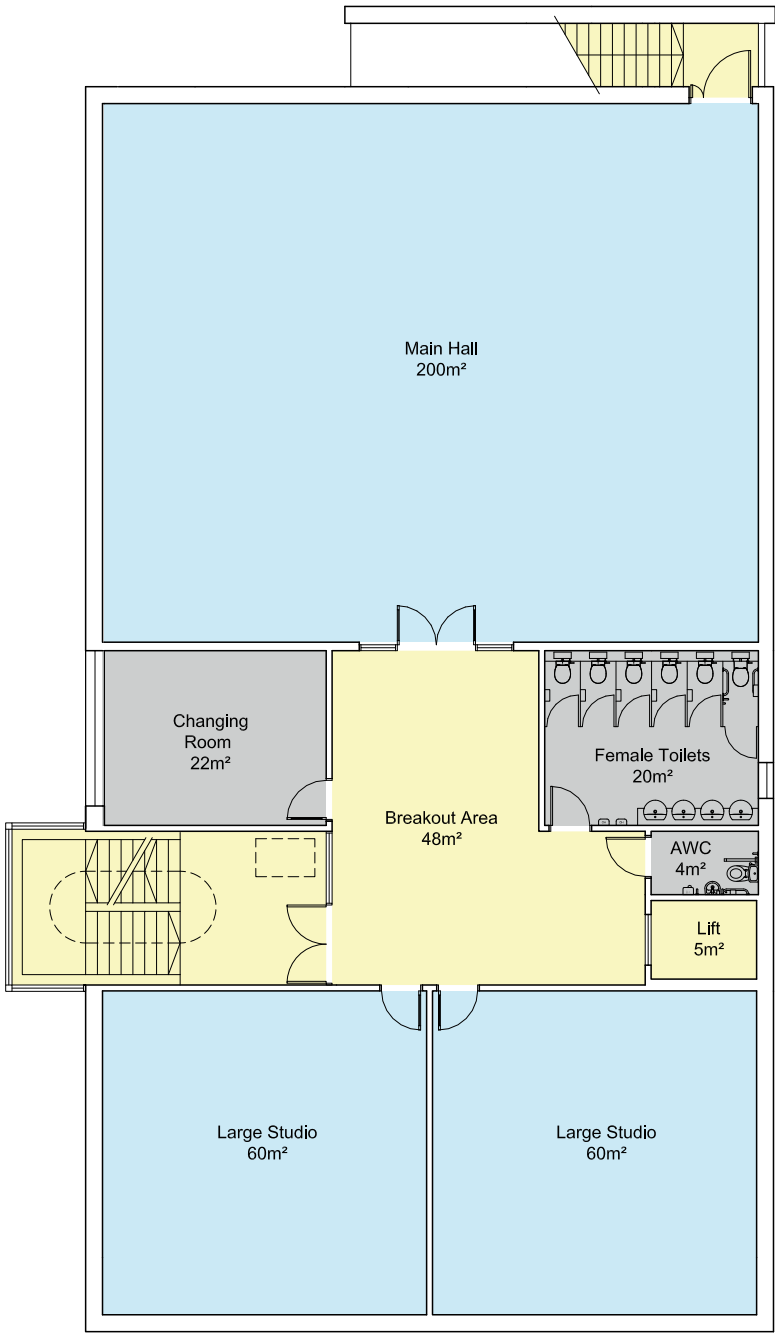 Main Hall
200m²
Changing
Room
22m²
Female Toilets
20m²
Breakout Area
48m²
AWC
4m²
Lift
5m²
Large Studio
60m²
Large Studio
60m²